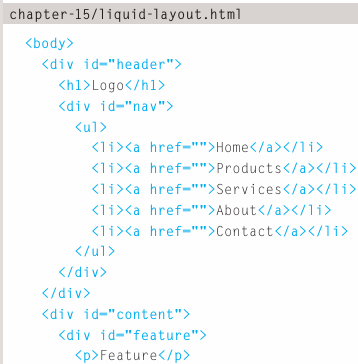 chapter-15/liquid-layout.html
<body>
<div id="header">
<h1>Logo</h1>
<div id="nav">
<ul>
<li><a href="">Home</a></li>
<li><a href="">Products</a></li>
<li><a href="">Services</a></li>
<li><a href="">About</a></li>
<li><a href="">Contact</a></li>
</ul>
</div>
</div>
<div id="content">
<div id="feature">
<p>Feature</p>